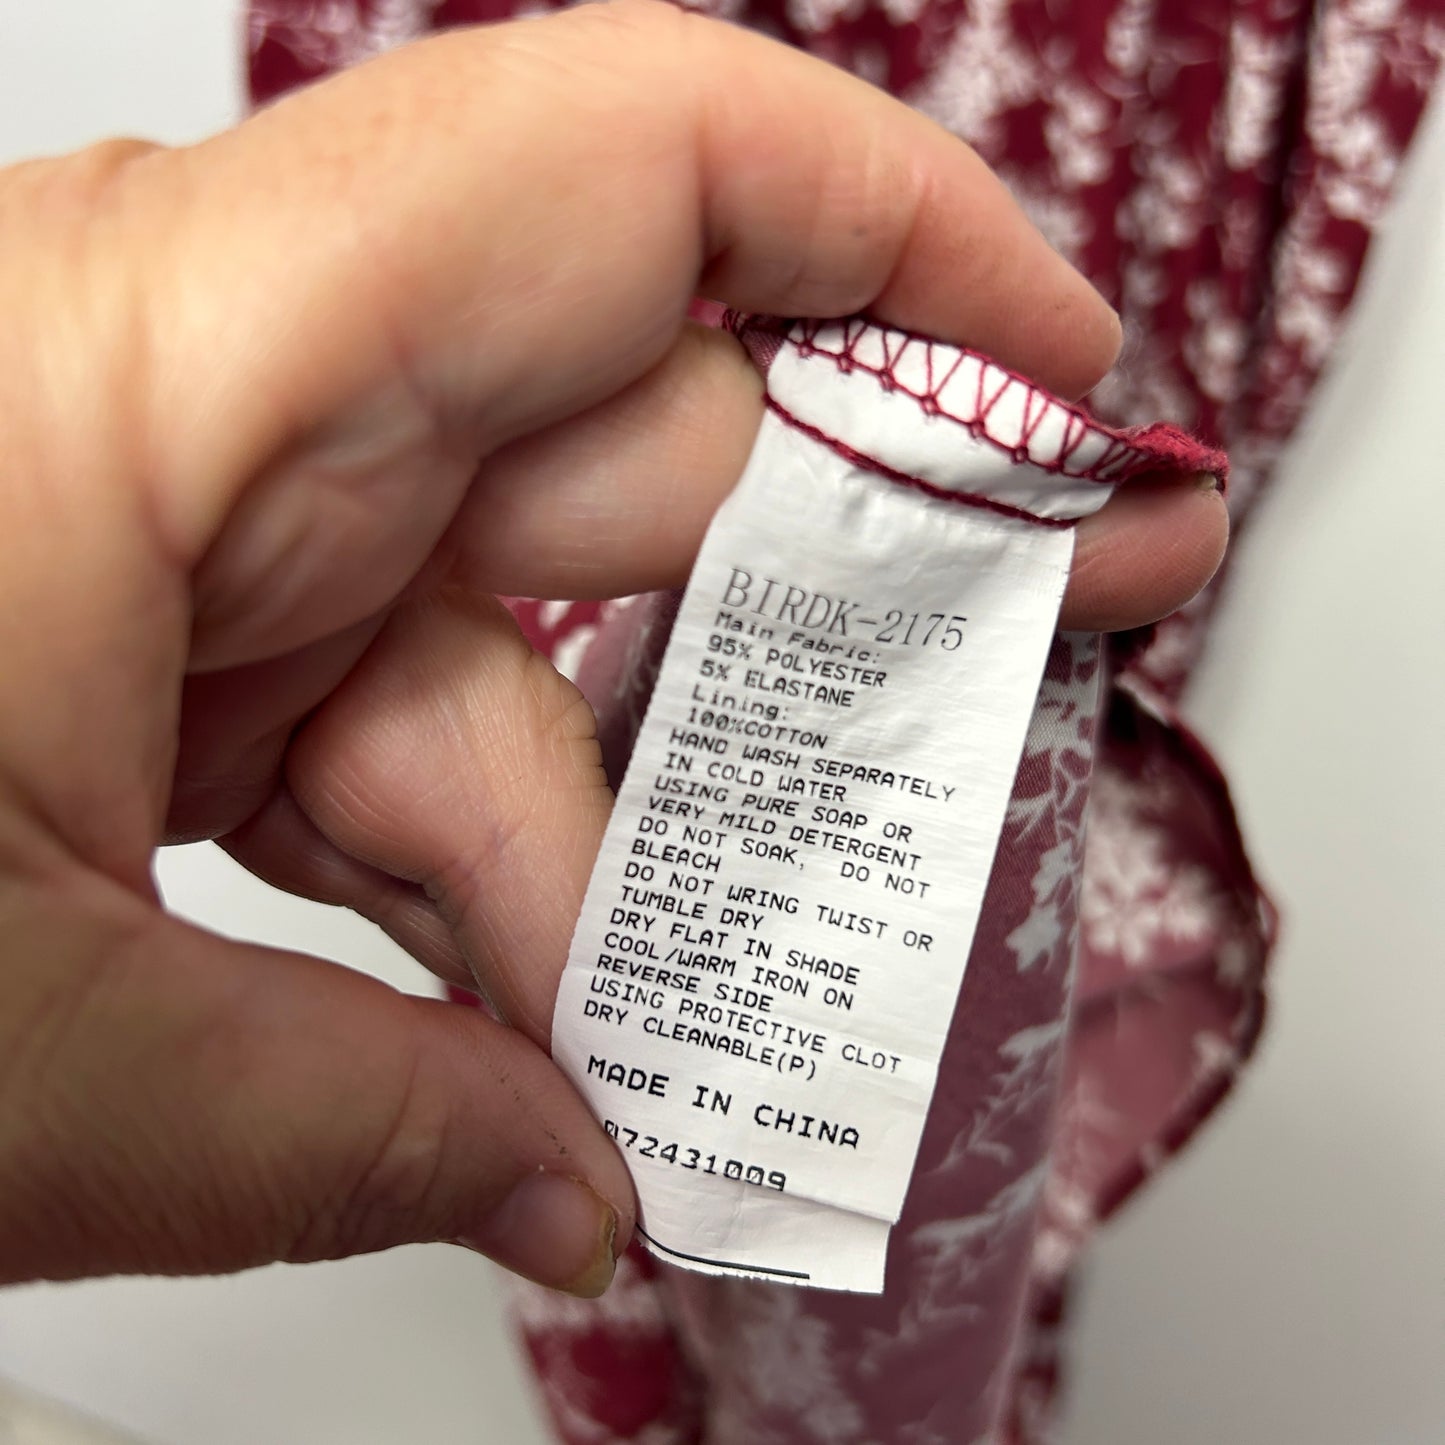 BIRDK-2175
Main Fabric:
95% POLYESTER
5% ELASTANE
Lining:
100%COTTON
HAND WASH SEPARATELY
IN COLD WATER
USING PURE SOAP OR
VERY MILD DETERGENT
DO NOT SOAK, DO NOT
BLEACH
DO NOT WRING TWIST OR
TUMBLE DRY
DRY FLAT IN SHADE
COOL/WARM IRON ON
REVERSE SIDE
USING PROTECTIVE CLOT
DRY CLEANABLE(P)
MADE IN CHINA
072431009